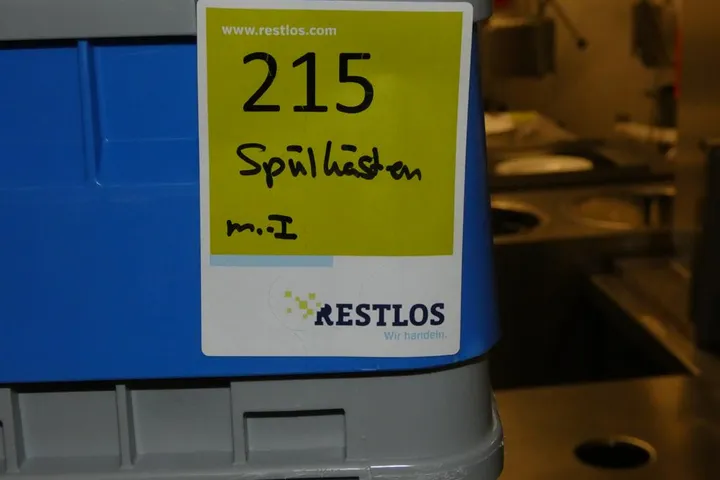 www.restlos.com
215
Spülkästen
m..I
RESTLOS
Wir handeln.